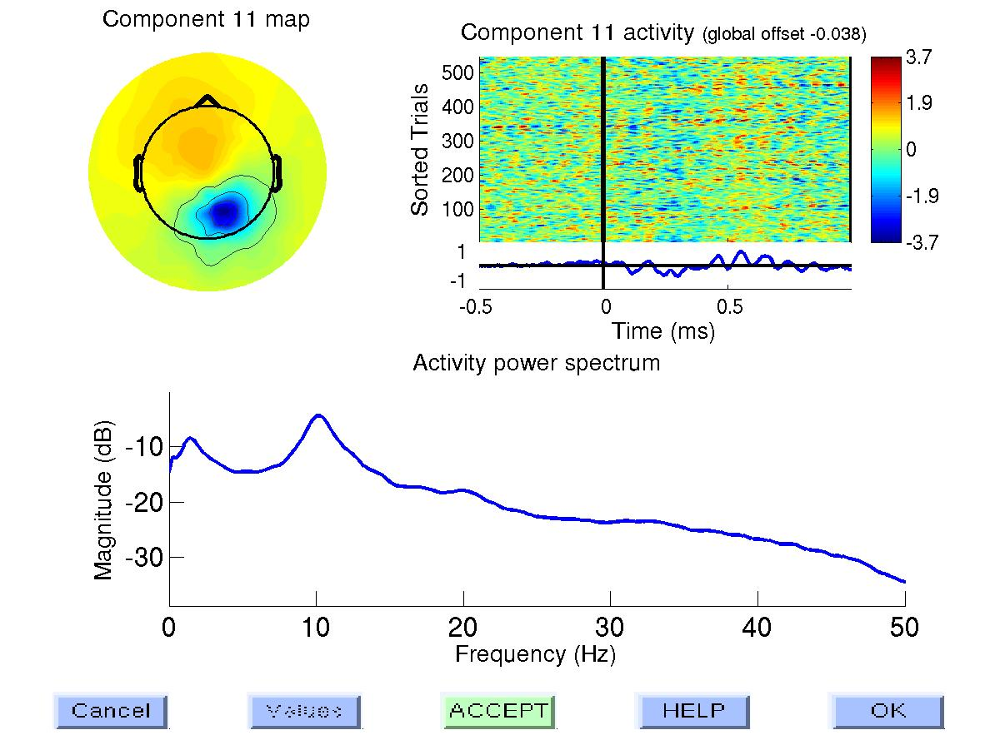 Component 11 map
Component 11 activity (global offset -0.038)
Sorted Trials
500
400
300
200
100
3.7
1.9
0
-1.9
-3.7
1
-1
-0.5
0
0.5
Time (ms)
Activity power spectrum
Magnitude (dB)
-10
-20
-30
0
10
20
30
40
50
Frequency (Hz)
Cancel
Values
ACCEPT
HELP
OK